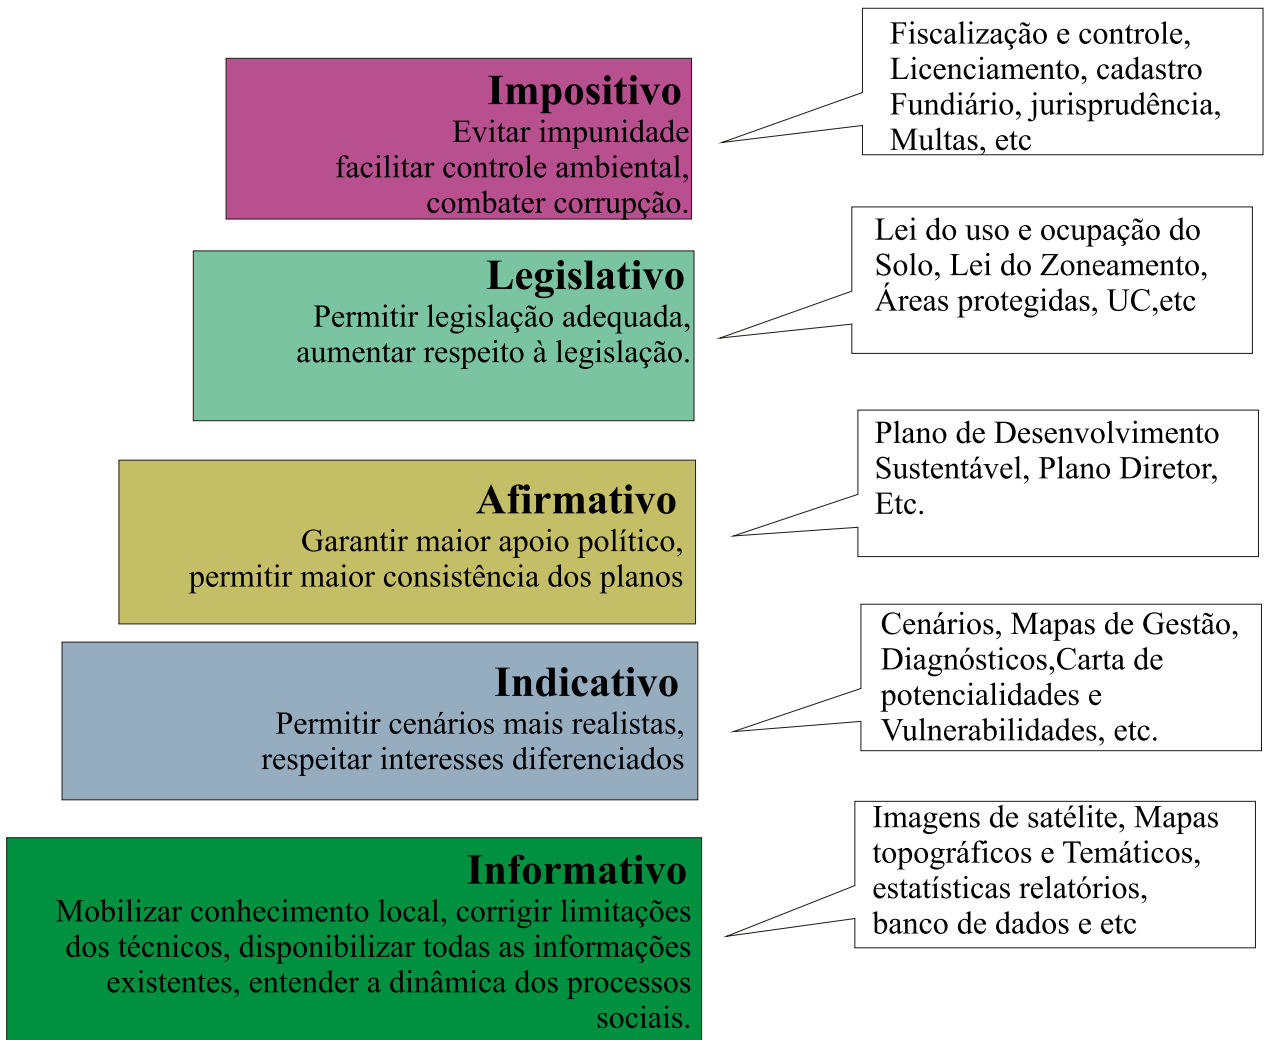 Impositivo
Evitar impunidade
facilitar controle ambiental,
combater corrupção.
Fiscalização e controle,
Licenciamento, cadastro
Fundiário, jurisprudência,
Multas, etc
Legislativo
Permitir legislação adequada,
aumentar respeito à legislação.
Lei do uso e ocupação do
Solo, Lei do Zoneamento,
Áreas protegidas, UC,etc
Afirmativo
Garantir maior apoio político,
permitir maior consistência dos planos
Plano de Desenvolvimento
Sustentável, Plano Diretor,
Etc.
Indicativo
Permitir cenários mais realistas,
respeitar interesses diferenciados
Cenários, Mapas de Gestão,
Diagnósticos,Carta de
potencialidades e
Vulnerabilidades, etc.
Informativo
Mobilizar conhecimento local, corrigir limitações
dos técnicos, disponibilizar todas as informações
existentes, entender a dinâmica dos processos
sociais.
Imagens de satélite, Mapas
topográficos e Temáticos,
estatísticas relatórios,
banco de dados e etc